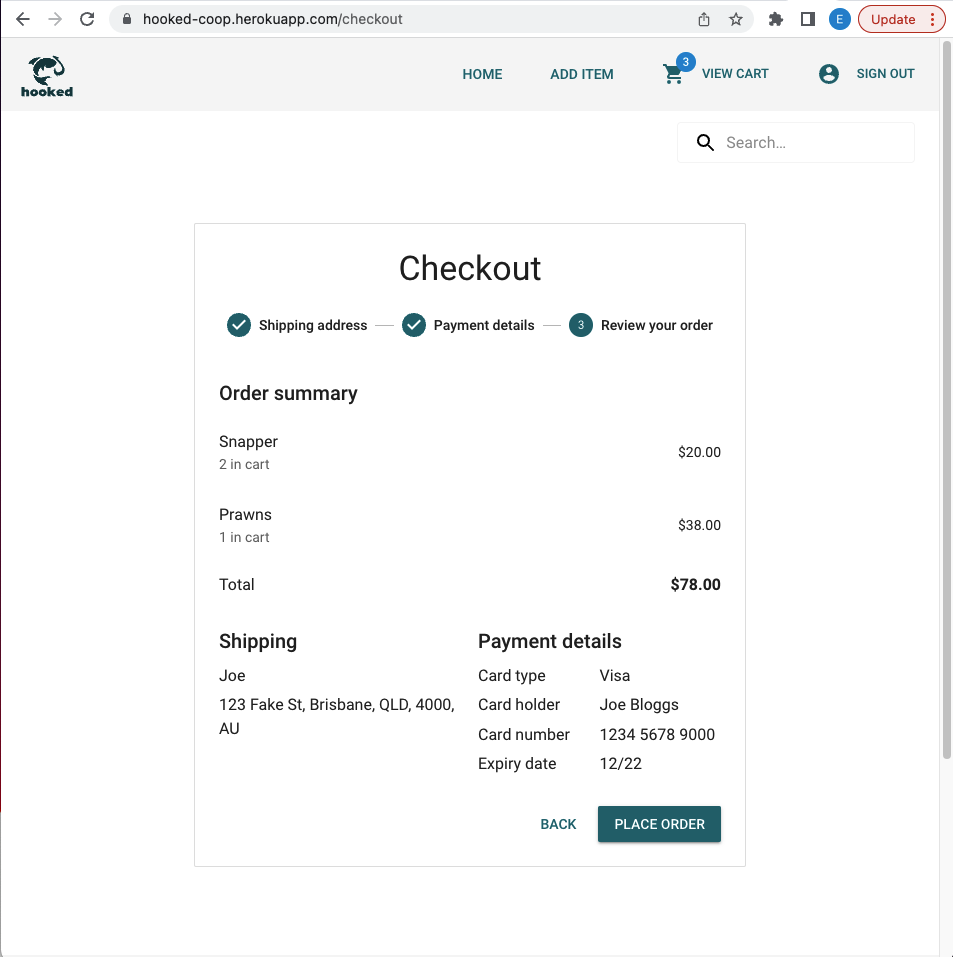 hooked-coop.herokuapp.com/checkout
E
Update
hooked
HOME
ADD ITEM
3
VIEW CART
SIGN OUT
Search…
Checkout
Shipping address
Payment details
3
Review your order
Order summary
Snapper
2 in cart
$20.00
Prawns
1 in cart
$38.00
Total
$78.00
Shipping
Joe
123 Fake St, Brisbane, QLD, 4000,
AU
Payment details
Card type
Visa
Card holder
Joe Bloggs
Card number
1234 5678 9000
Expiry date
12/22
BACK
PLACE ORDER